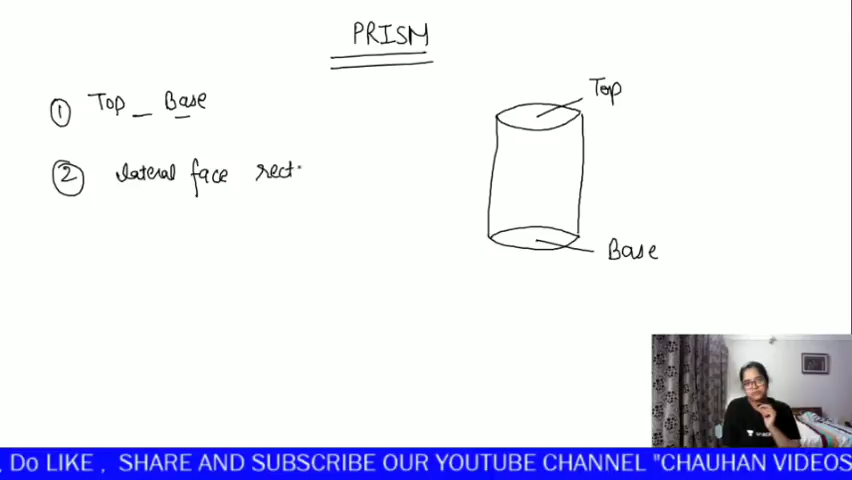 PRISM
① Top _ Base
② lateral face rect.
Top
Base
, Do LIKE , SHARE AND SUBSCRIBE OUR YOUTUBE CHANNEL "CHAUHAN VIDEOS